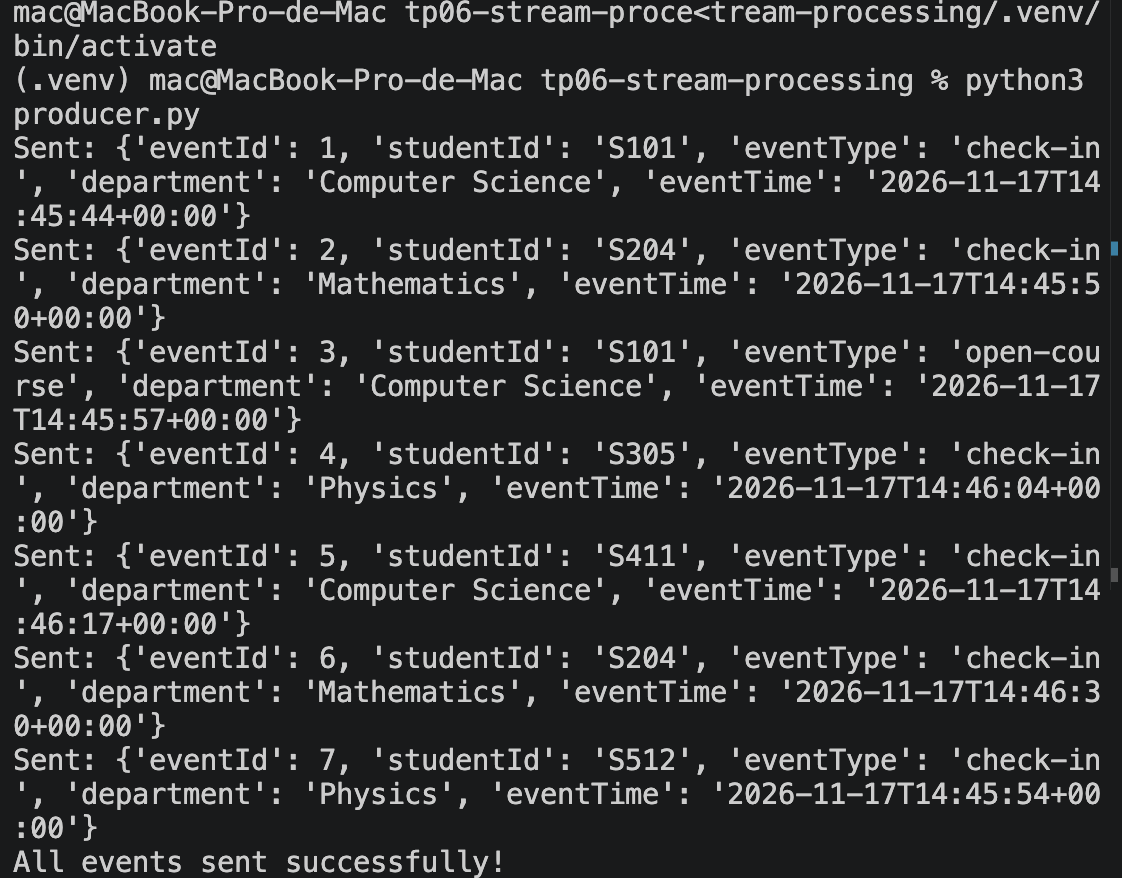 mac@MacBook-Pro-de-Mac tp06-stream-proce<tream-processing/.venv/
bin/activate
(.venv) mac@MacBook-Pro-de-Mac tp06-stream-processing % python3
producer.py
Sent: {'eventId': 1, 'studentId': 'S101', 'eventType': 'check-in
', 'department': 'Computer Science', 'eventTime': '2026-11-17T14
:45:44+00:00'}
Sent: {'eventId': 2, 'studentId': 'S204', 'eventType': 'check-in
', 'department': 'Mathematics', 'eventTime': '2026-11-17T14:45:5
0+00:00'}
Sent: {'eventId': 3, 'studentId': 'S101', 'eventType': 'open-cou
rse', 'department': 'Computer Science', 'eventTime': '2026-11-17
T14:45:57+00:00'}
Sent: {'eventId': 4, 'studentId': 'S305', 'eventType': 'check-in
', 'department': 'Physics', 'eventTime': '2026-11-17T14:46:04+00
:00'}
Sent: {'eventId': 5, 'studentId': 'S411', 'eventType': 'check-in
', 'department': 'Computer Science', 'eventTime': '2026-11-17T14
:46:17+00:00'}
Sent: {'eventId': 6, 'studentId': 'S204', 'eventType': 'check-in
', 'department': 'Mathematics', 'eventTime': '2026-11-17T14:46:3
0+00:00'}
Sent: {'eventId': 7, 'studentId': 'S512', 'eventType': 'check-in
', 'department': 'Physics', 'eventTime': '2026-11-17T14:45:54+00
:00'}
All events sent successfully!